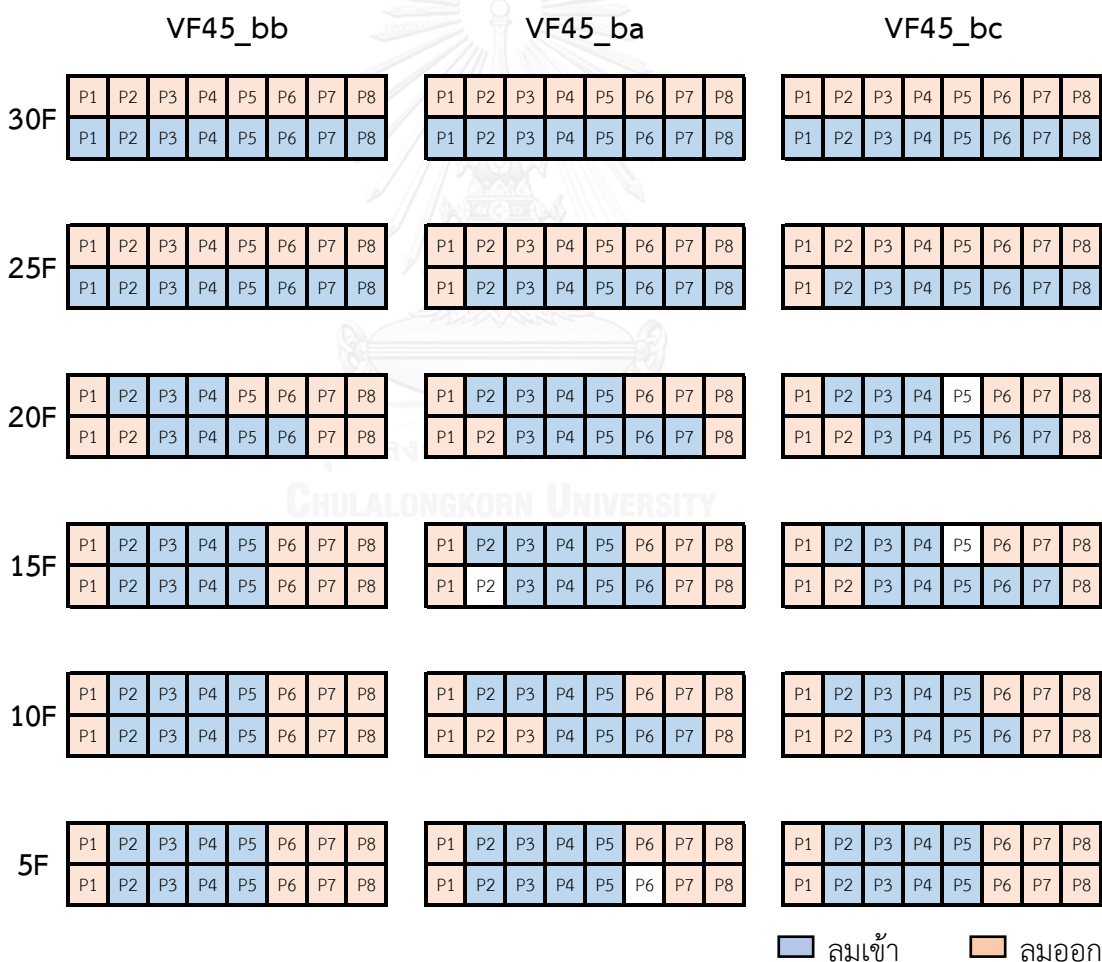 VF45_bb VF45_ba VF45_bc
P1 P2 P3 P4 P5 P6 P7 P8 P1 P2 P3 P4 P5 P6 P7 P8 P1 P2 P3 P4 P5 P6 P7 P8
30F
P1 P2 P3 P4 P5 P6 P7 P8 P1 P2 P3 P4 P5 P6 P7 P8 P1 P2 P3 P4 P5 P6 P7 P8
P1 P2 P3 P4 P5 P6 P7 P8 P1 P2 P3 P4 P5 P6 P7 P8 P1 P2 P3 P4 P5 P6 P7 P8
25F
P1 P2 P3 P4 P5 P6 P7 P8 P1 P2 P3 P4 P5 P6 P7 P8 P1 P2 P3 P4 P5 P6 P7 P8
P1 P2 P3 P4 P5 P6 P7 P8 P1 P2 P3 P4 P5 P6 P7 P8 P1 P2 P3 P4 P5 P6 P7 P8
20F
P1 P2 P3 P4 P5 P6 P7 P8 P1 P2 P3 P4 P5 P6 P7 P8 P1 P2 P3 P4 P5 P6 P7 P8
CHULALONGKORN UNIVERSITY
P1 P2 P3 P4 P5 P6 P7 P8 P1 P2 P3 P4 P5 P6 P7 P8 P1 P2 P3 P4 P5 P6 P7 P8
15F
P1 P2 P3 P4 P5 P6 P7 P8 P1 P2 P3 P4 P5 P6 P7 P8 P1 P2 P3 P4 P5 P6 P7 P8
P1 P2 P3 P4 P5 P6 P7 P8 P1 P2 P3 P4 P5 P6 P7 P8 P1 P2 P3 P4 P5 P6 P7 P8
10F
P1 P2 P3 P4 P5 P6 P7 P8 P1 P2 P3 P4 P5 P6 P7 P8 P1 P2 P3 P4 P5 P6 P7 P8
P1 P2 P3 P4 P5 P6 P7 P8 P1 P2 P3 P4 P5 P6 P7 P8 P1 P2 P3 P4 P5 P6 P7 P8
5F
P1 P2 P3 P4 P5 P6 P7 P8 P1 P2 P3 P4 P5 P6 P7 P8 P1 P2 P3 P4 P5 P6 P7 P8
ลมเข้า ลมออก